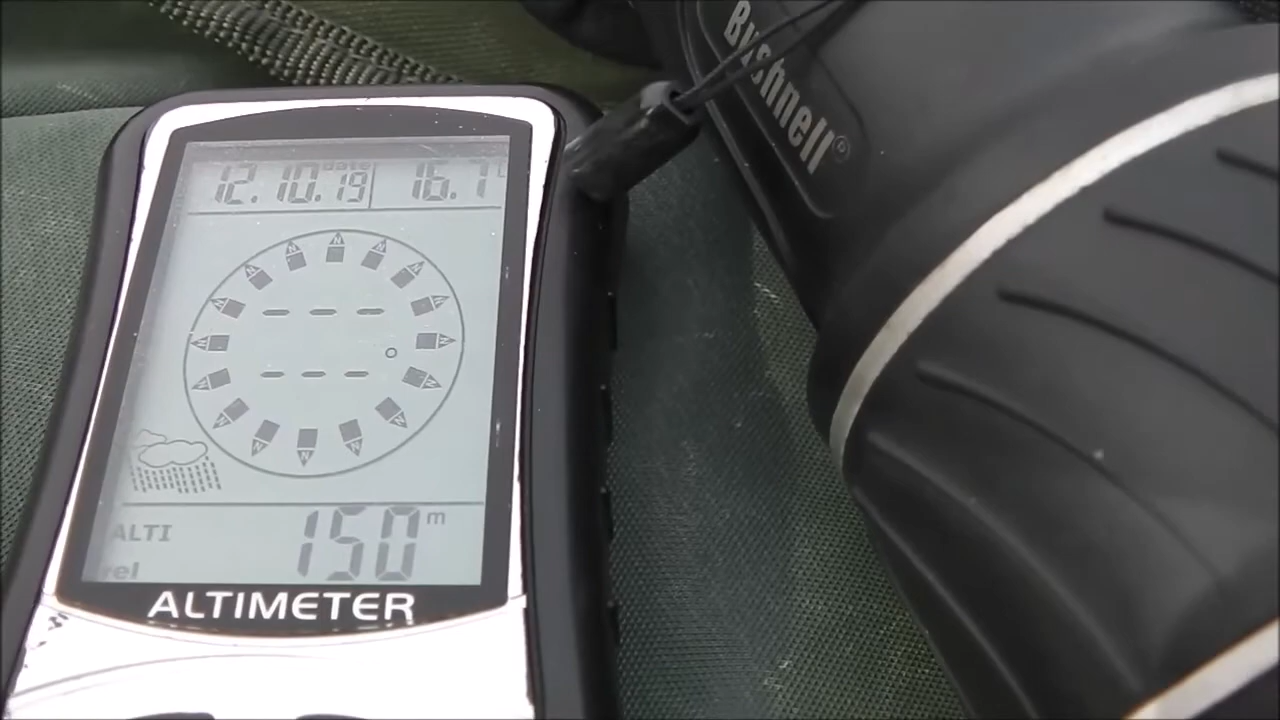 Bushnell®
date
12.10.19 16.7
N N N N N N N N N N N N N N N N
--- 
---°
ALTI 150 m
rel
ALTIMETER